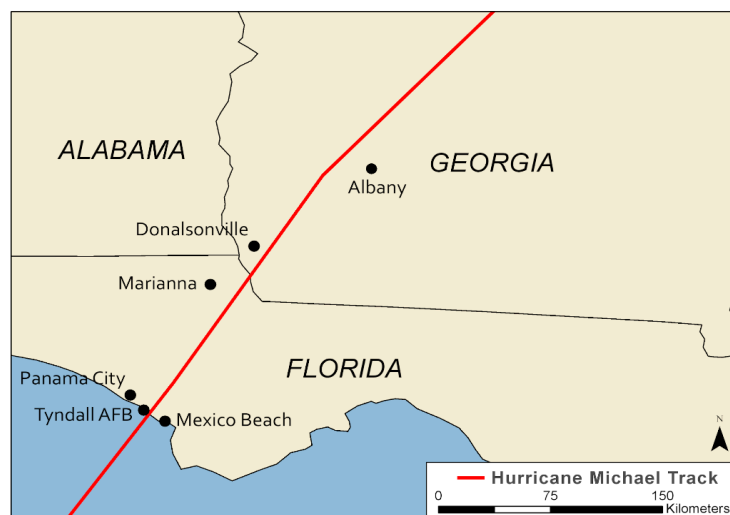 ALABAMA
GEORGIA
Albany
Donalsonville
Marianna
FLORIDA
Panama City
Tyndall AFB
Mexico Beach
N
Hurricane Michael Track
0 75 150
Kilometers